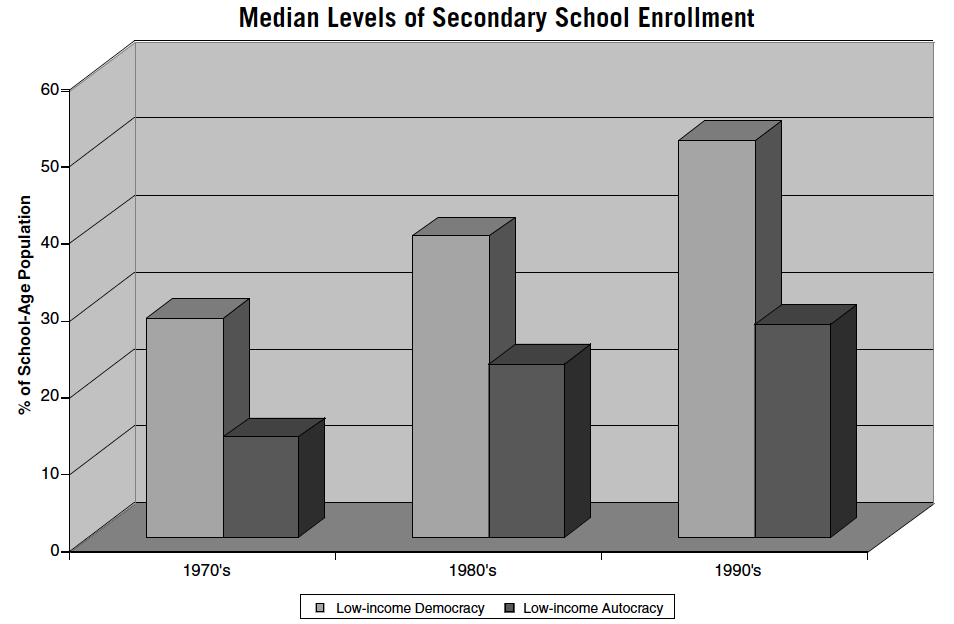 Median Levels of Secondary School Enrollment
60
50
40
30
20
10
0
% of School-Age Population
1970's
1980's
1990's
Low-income Democracy
Low-income Autocracy